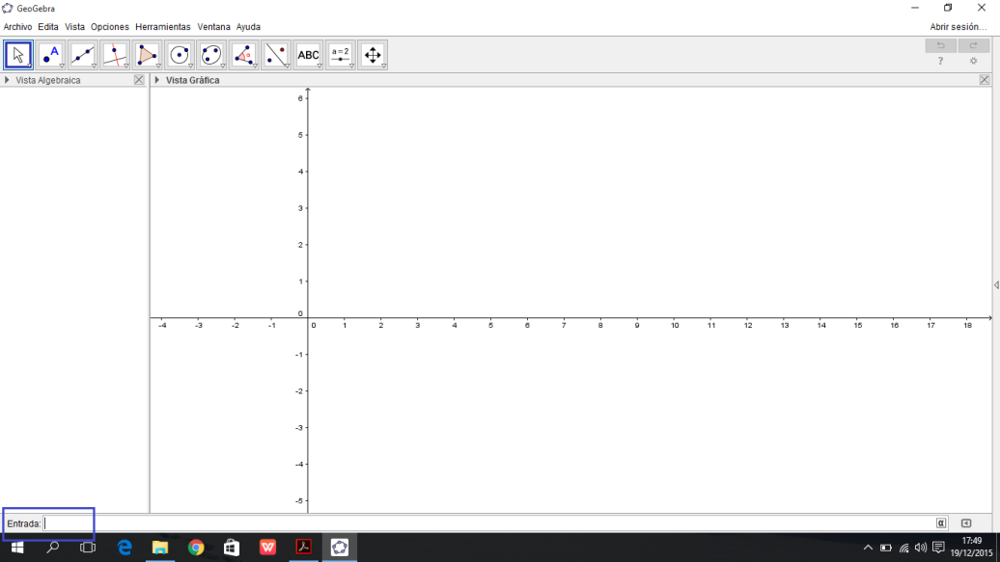 GeoGebra
Archivo Edita Vista Opciones Herramientas Ventana Ayuda
Abrir sesión...
A
α
ABC
a=2
?
Vista Algebraica
Vista Gráfica
6
5
4
3
2
1
0
-4 -3 -2 -1 0 1 2 3 4 5 6 7 8 9 10 11 12 13 14 15 16 17 18
-1
-2
-3
-4
-5
Entrada:
α
17:49
19/12/2015